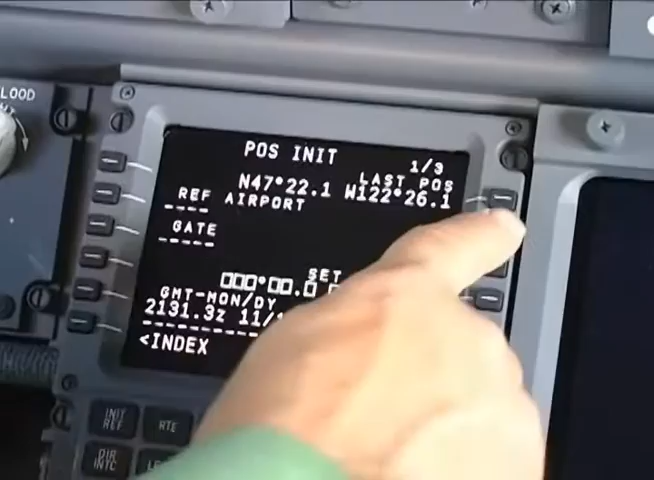 POS INIT 1/3
LAST POS
N47°22.1 W122°26.1
REF AIRPORT
----
GATE
-----
SET
□□□°□□.□
GMT-MON/DY
2131.3z 11/
<INDEX
INIT
REF
RTE
DIR
INTC